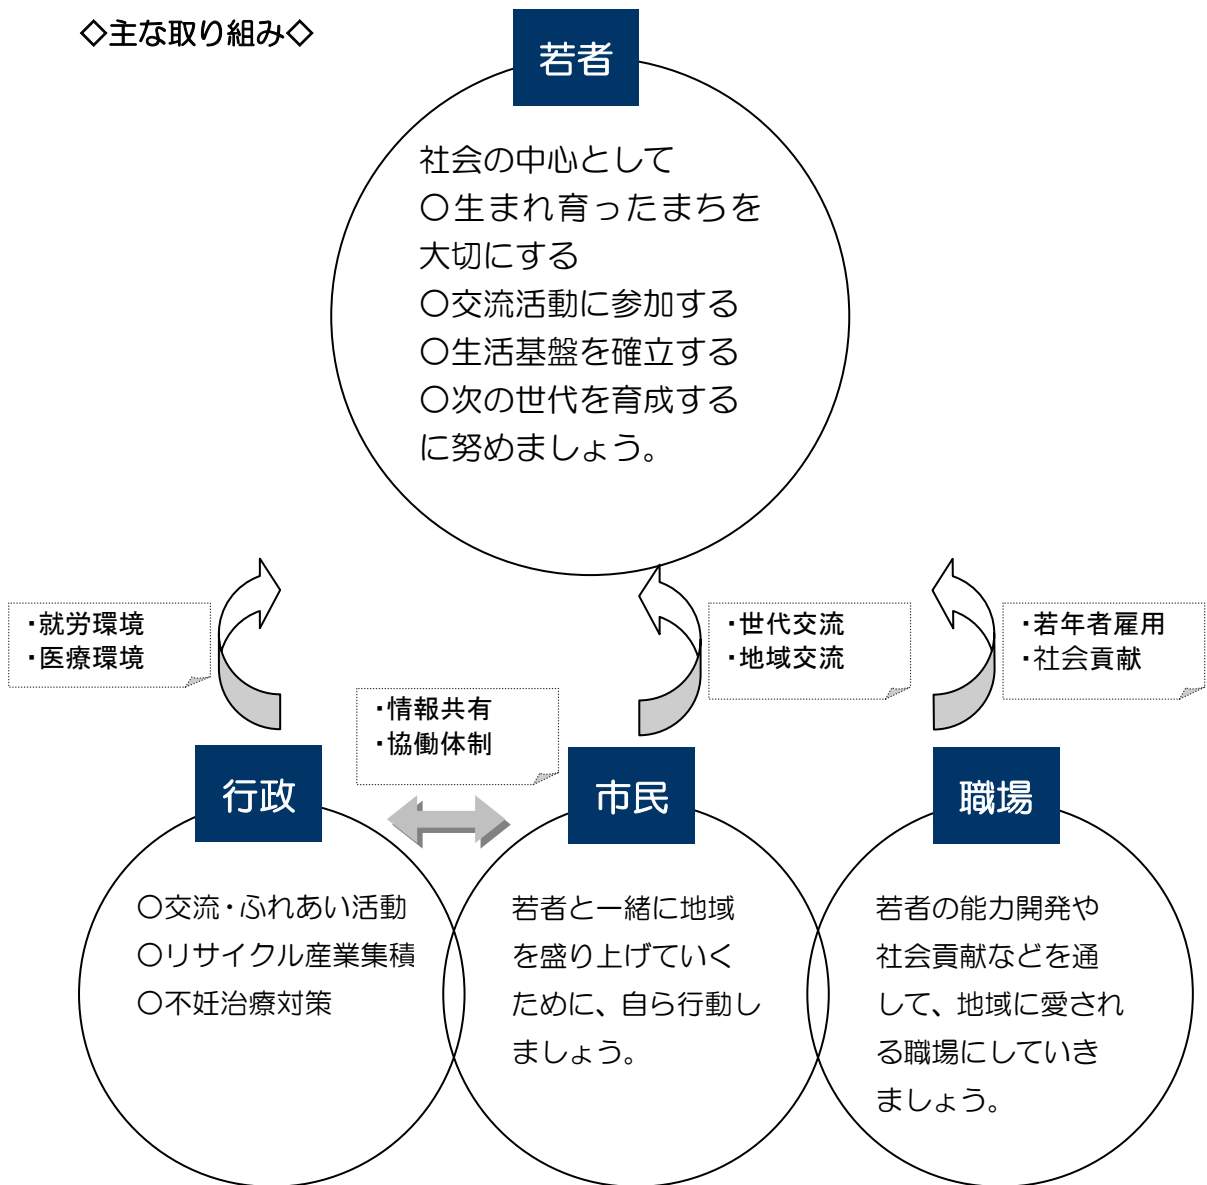 ◇主な取り組み◇
若者
社会の中心として
○生まれ育ったまちを
大切にする
○交流活動に参加する
○生活基盤を確立する
○次の世代を育成する
に努めましょう。
・就労環境
・医療環境
・情報共有
・協働体制
・世代交流
・地域交流
・若年者雇用
・社会貢献
行政
○交流・ふれあい活動
○リサイクル産業集積
○不妊治療対策
市民
若者と一緒に地域
を盛り上げていく
ために、自ら行動し
ましょう。
職場
若者の能力開発や
社会貢献などを通
して、地域に愛され
る職場にしていき
ましょう。